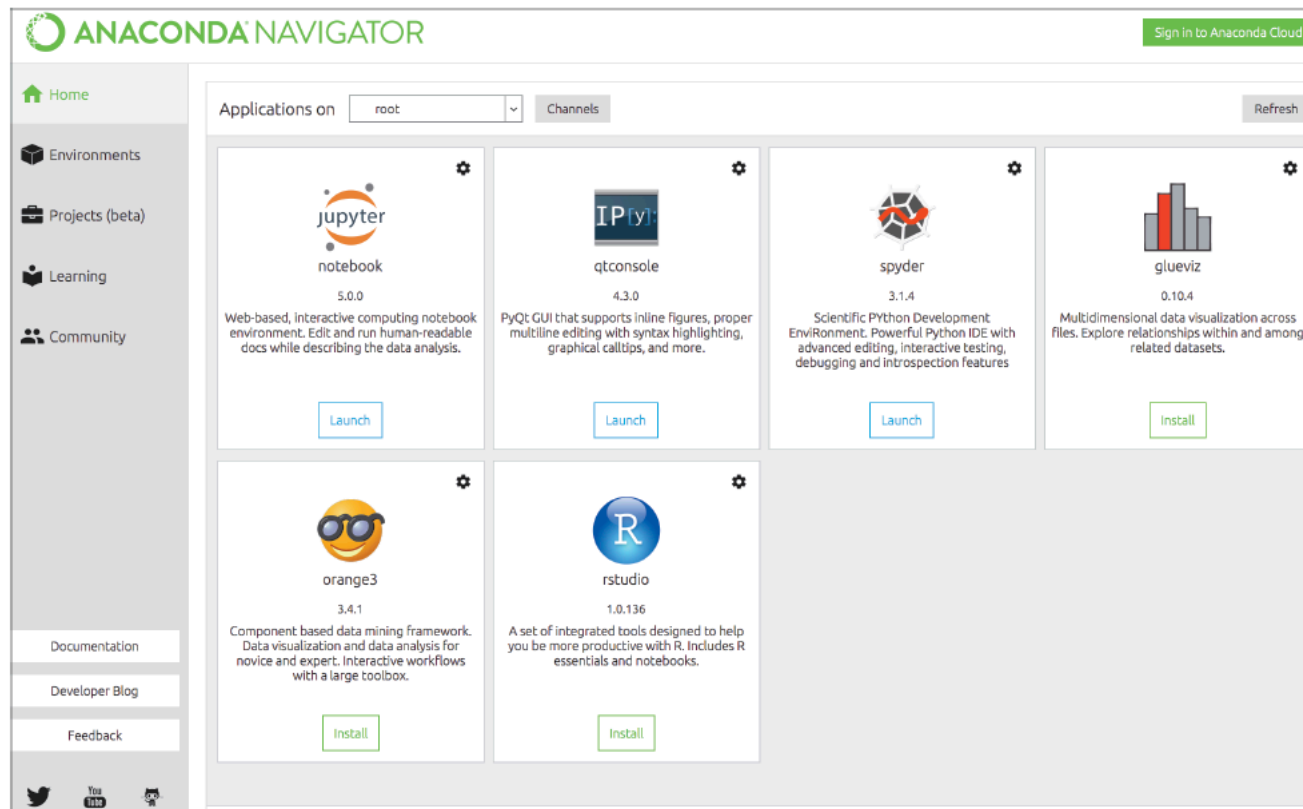 ANACONDA NAVIGATOR
Sign in to Anaconda Cloud
Home
Environments
Projects (beta)
Learning
Community
Documentation
Developer Blog
Feedback
You
Tube
Applications on
root
Channels
Refresh
jupyter
notebook
5.0.0
Web-based, interactive computing notebook
environment. Edit and run human-readable
docs while describing the data analysis.
Launch
IP[y]:
qtconsole
4.3.0
PyQt GUI that supports inline figures, proper
multiline editing with syntax highlighting,
graphical calltips, and more.
Launch
spyder
3.1.4
Scientific PYthon Development
EnviRonment. Powerful Python IDE with
advanced editing, interactive testing,
debugging and introspection features
Launch
glueviz
0.10.4
Multidimensional data visualization across
files. Explore relationships within and among
related datasets.
Install
orange3
3.4.1
Component based data mining framework.
Data visualization and data analysis for
novice and expert. Interactive workflows
with a large toolbox.
Install
R
rstudio
1.0.136
A set of integrated tools designed to help
you be more productive with R. Includes R
essentials and notebooks.
Install